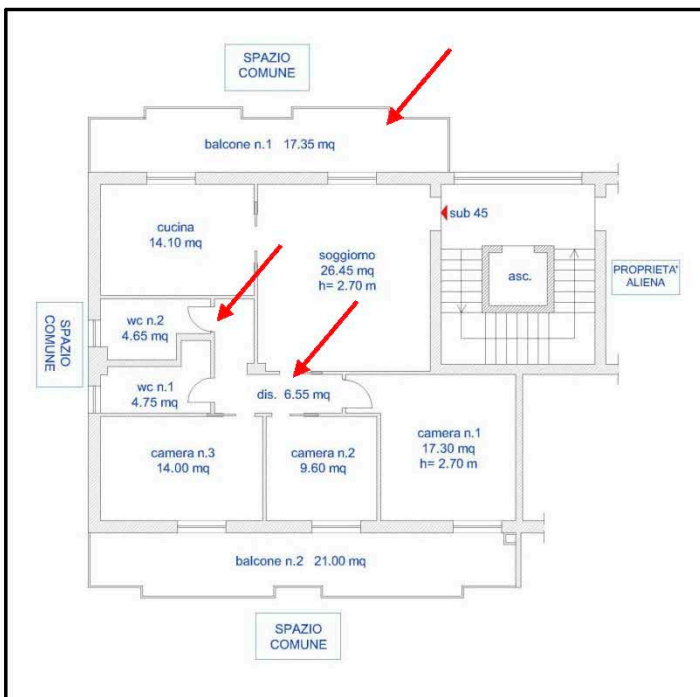 SPAZIO
COMUNE
balcone n.1 17.35 mq
cucina
14.10 mq
sub 45
soggiorno
26.45 mq
h= 2.70 m
asc.
PROPRIETA'
ALIENA
wc n.2
4.65 mq
SPAZIO
COMUNE
wc n.1
4.75 mq
dis. 6.55 mq
camera n.3
14.00 mq
camera n.2
9.60 mq
camera n.1
17.30 mq
h= 2.70 m
balcone n.2 21.00 mq
SPAZIO
COMUNE